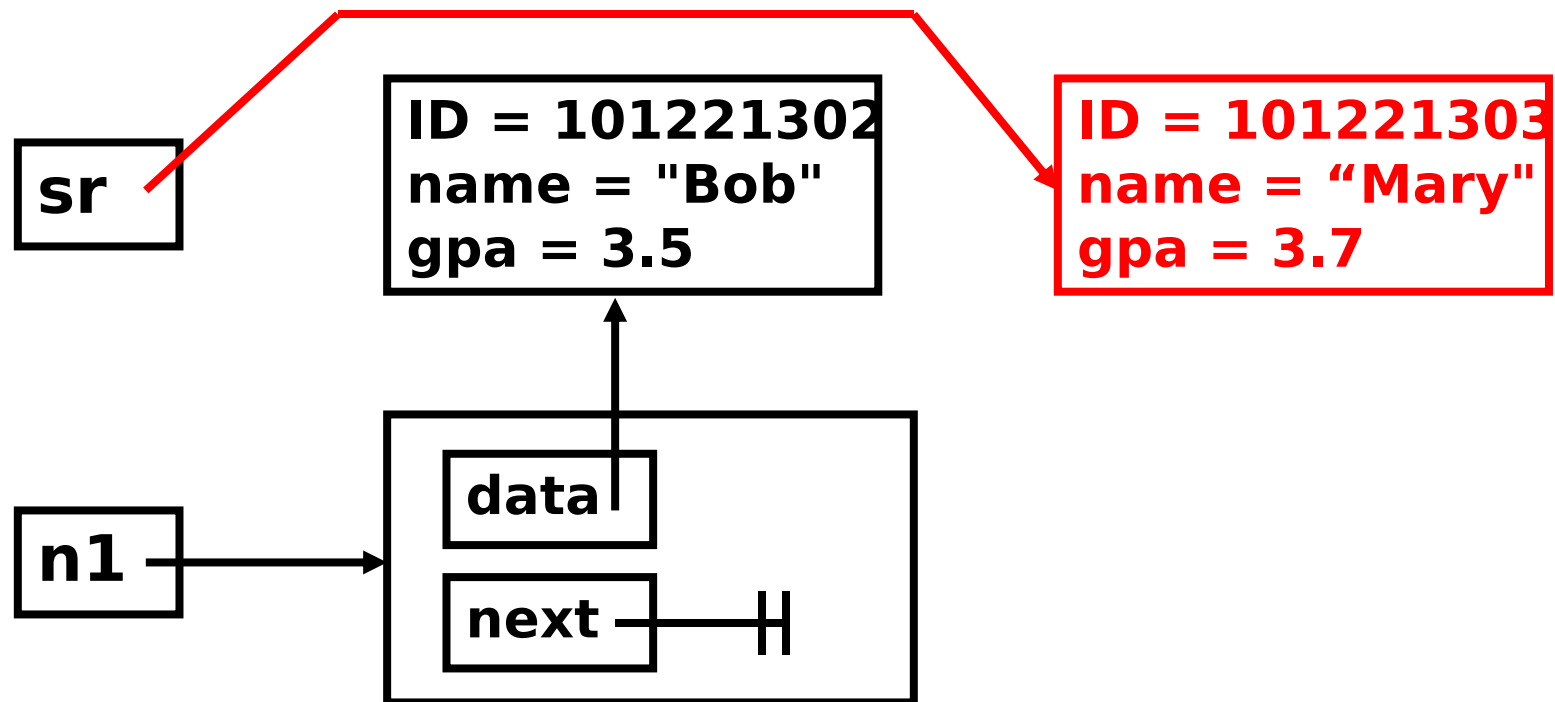 sr
ID = 101221302
name = "Bob"
gpa = 3.5
ID = 101221303
name = “Mary"
gpa = 3.7
n1
data
next